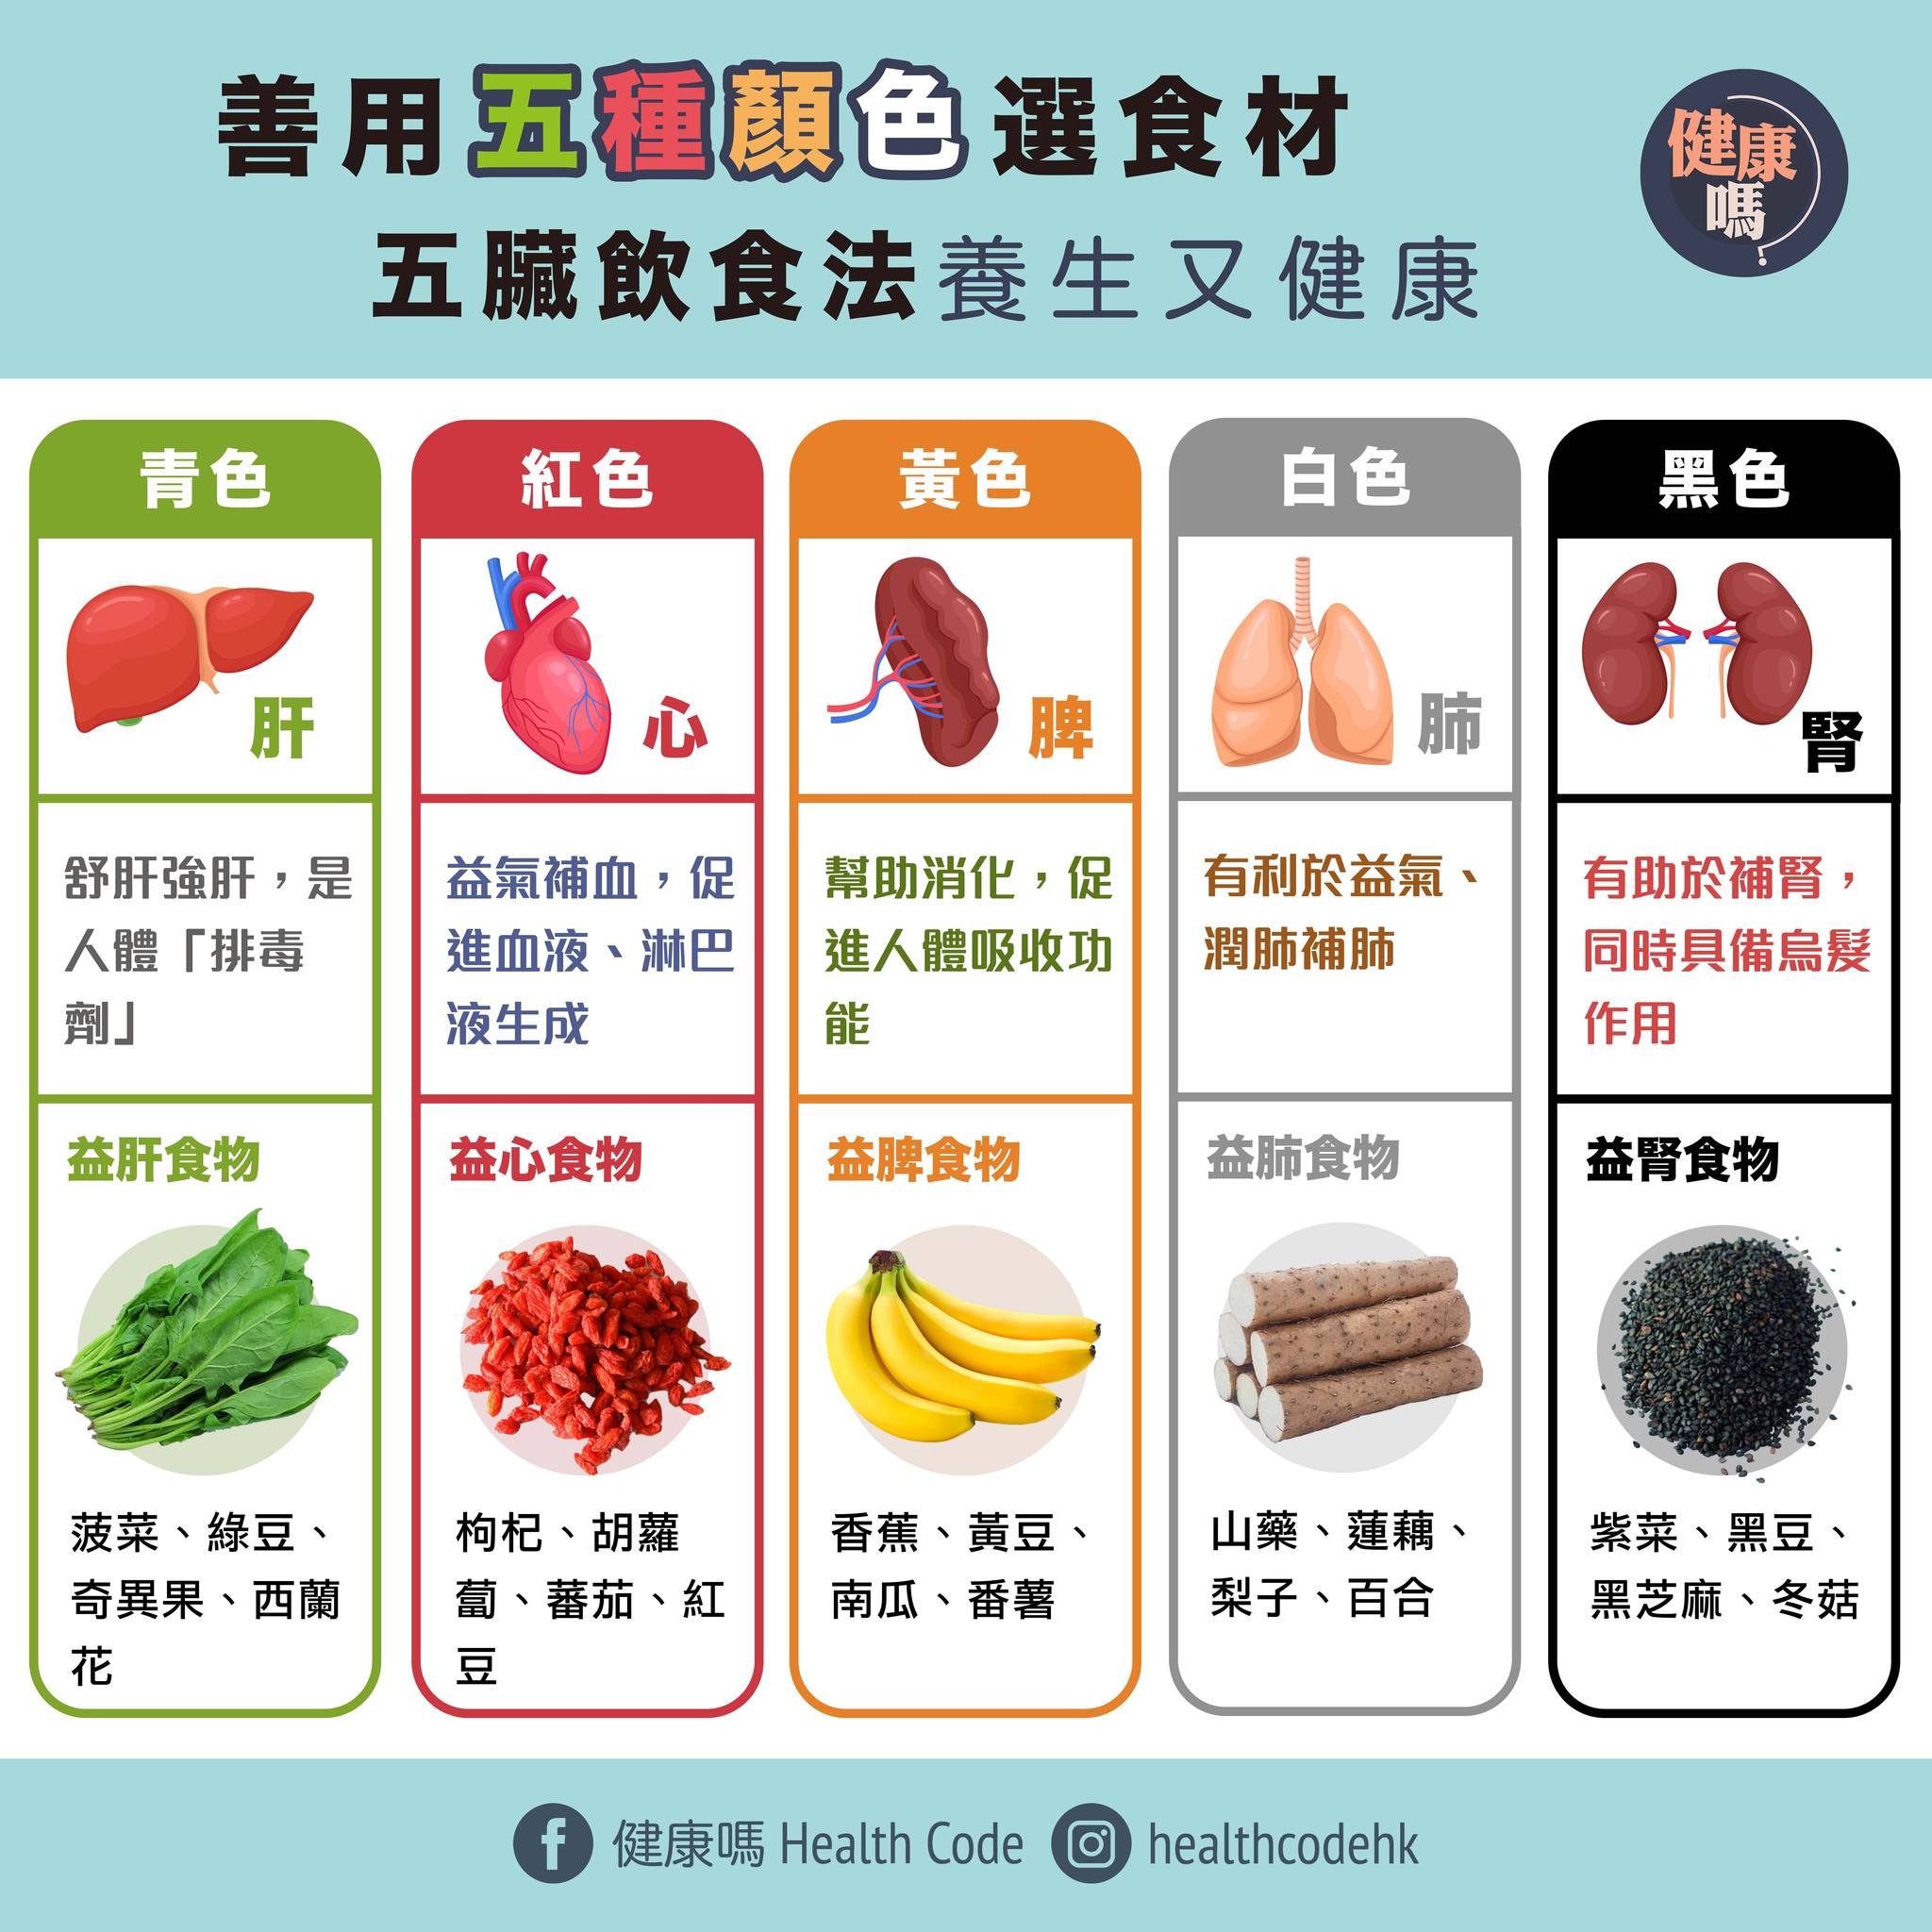 善用五種顏色選食材
五臟飲食法養生又健康
健康
嗎?
青色
肝
舒肝強肝，是
人體「排毒
劑」
益肝食物
菠菜、綠豆、
奇異果、西蘭
花
紅色
心
益氣補血，促
進血液、淋巴
液生成
益心食物
枸杞、胡蘿
蔔、蕃茄、紅
豆
黃色
脾
幫助消化，促
進人體吸收功
能
益脾食物
香蕉、黃豆、
南瓜、番薯
白色
肺
有利於益氣、
潤肺補肺
益肺食物
山藥、蓮藕、
梨子、百合
黑色
腎
有助於補腎，
同時具備烏髮
作用
益腎食物
紫菜、黑豆、
黑芝麻、冬菇
健康嗎 Health Code healthcodehk